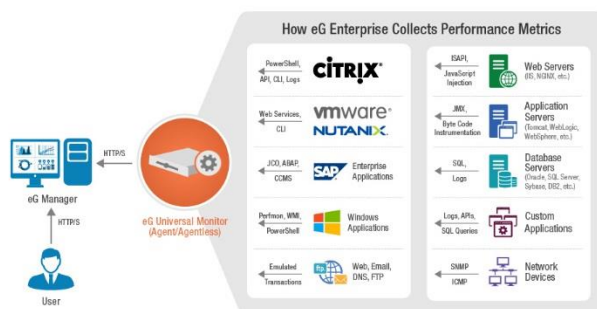 How eG Enterprise Collects Performance Metrics
PowerShell,
API, CLI, Logs
CİTRIX®
Web Services,
CLI
vmware®
NUTANIX.
JCO, ABAP,
CCMS
SAP
Enterprise
Applications
Perfmon, WMI,
PowerShell
Windows
Applications
Emulated
Transactions
ftp
Web, Email,
DNS, FTP
ISAPI,
JavaScript
Injection
Web Servers
(IIS, NGINX, etc.)
JMX,
Byte Code
Instrumentation
Application
Servers
(Tomcat, WebLogic,
WebSphere, etc.)
SQL,
Logs
Database
Servers
(Oracle, SQL Server,
Sybase, DB2, etc.)
Logs, APIs,
SQL Queries
Custom
Applications
SNMP
ICMP
Network
Devices
HTTP/S
eG Manager
eG Universal Monitor
(Agent/Agentless)
HTTP/S
User